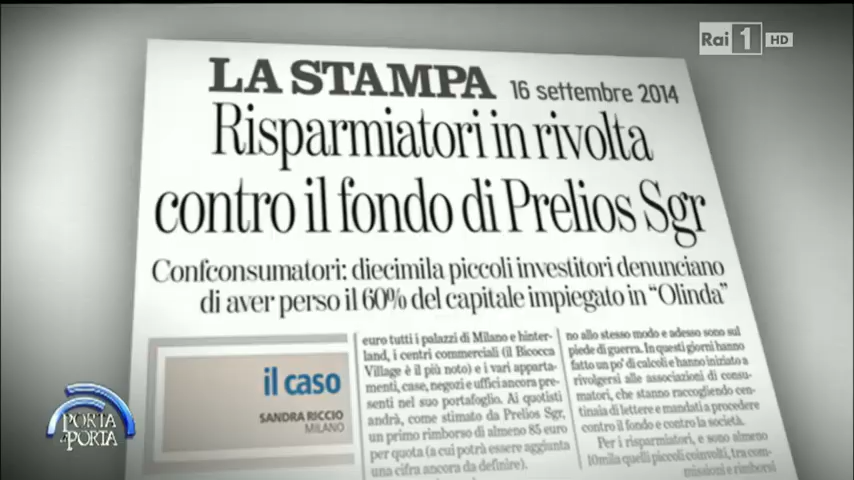 Rai 1 HD
LA STAMPA 16 settembre 2014
Risparmiatori in rivolta
contro il fondo di Prelios Sgr
Confconsumatori: diecimila piccoli investitori denunciano
di aver perso il 60% del capitale impiegato in “Olinda”
il caso
SANDRA RICCIO
MILANO
euro tutti i palazzi di Milano e hinter-
land, i centri commerciali (il Bicocca
Village è il più noto) e i vari apparta-
menti, case, negozi e uffici ancora pre-
senti nel suo portafoglio. Ai quotisti
andrà, come stimato da Prelios Sgr,
un primo rimborso di almeno 85 euro
per quota (a cui potrà essere aggiunta
una cifra ancora da definire).
no allo stesso modo e adesso sono sul
piede di guerra. In questi giorni hanno
fatto un po' di calcoli e hanno iniziato a
rivolgersi alle associazioni di consu-
matori, che stanno raccogliendo cen-
tinaia di lettere e mandati a procedere
contro il fondo e contro la società.
Per i risparmiatori, e sono almeno
10mila quelli piccoli coinvolti, tra com-
missioni e rimborsi
PORTA a PORTA